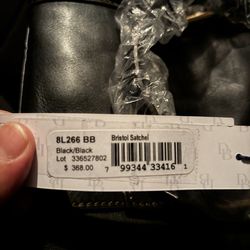 8L266 BB
Bristol Satchel
Black/Black
Lot 336527802
$ 368.00
7 99344 33416 1